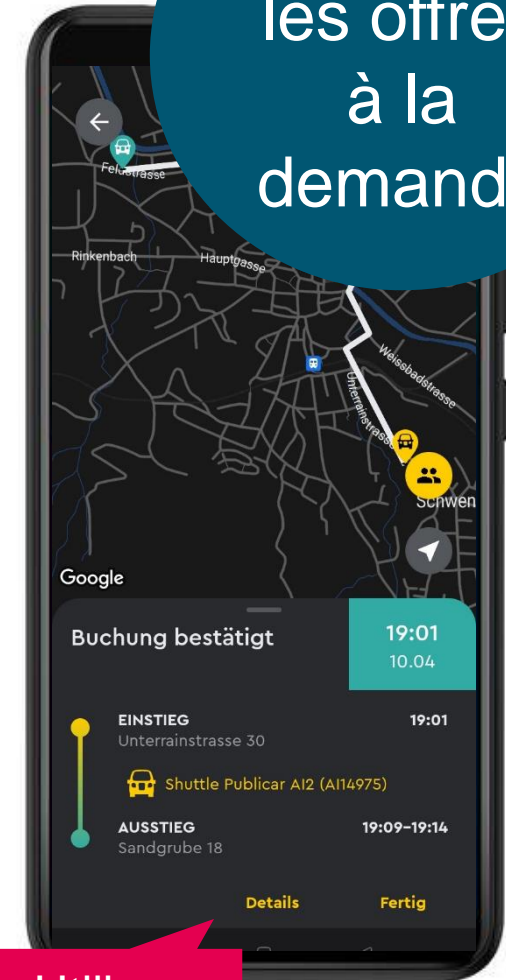 les offre
à la
demand
Feldstrasse
Rinkenbach
Hauptgasse
Weissbadstrasse
Unterrainstrasse
Schwen
Google
Buchung bestätigt
19:01
10.04
EINSTIEG
19:01
Unterrainstrasse 30
Shuttle Publicar AI2 (AI14975)
AUSSTIEG
19:09–19:14
Sandgrube 18
Details
Fertig